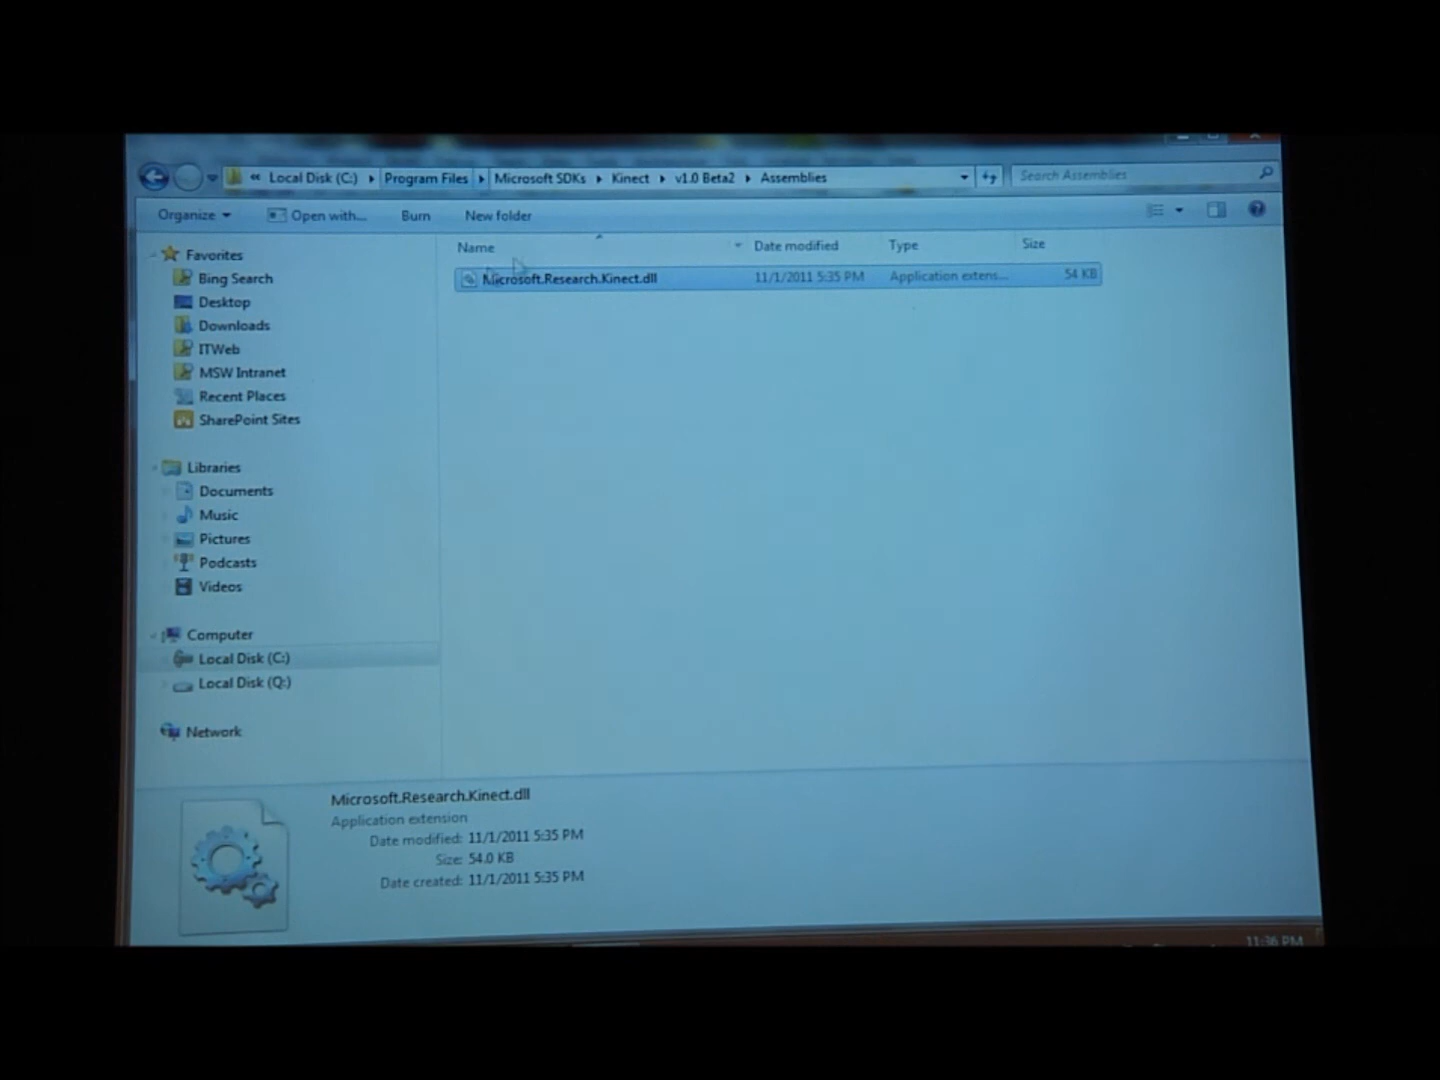 « Local Disk (C:) ▸ Program Files ▸ Microsoft SDKs ▸ Kinect ▸ v1.0 Beta2 ▸ Assemblies
Search Assemblies
Organize Open with... Burn New folder
Name Date modified Type Size
Microsoft.Research.Kinect.dll 11/1/2011 5:35 PM Application extens... 54 KB
Favorites
Bing Search
Desktop
Downloads
ITWeb
MSW Intranet
Recent Places
SharePoint Sites
Libraries
Documents
Music
Pictures
Podcasts
Videos
Computer
Local Disk (C:)
Local Disk (Q:)
Network
Microsoft.Research.Kinect.dll
Application extension
Date modified: 11/1/2011 5:35 PM
Size: 54.0 KB
Date created: 11/1/2011 5:35 PM
11:36 PM